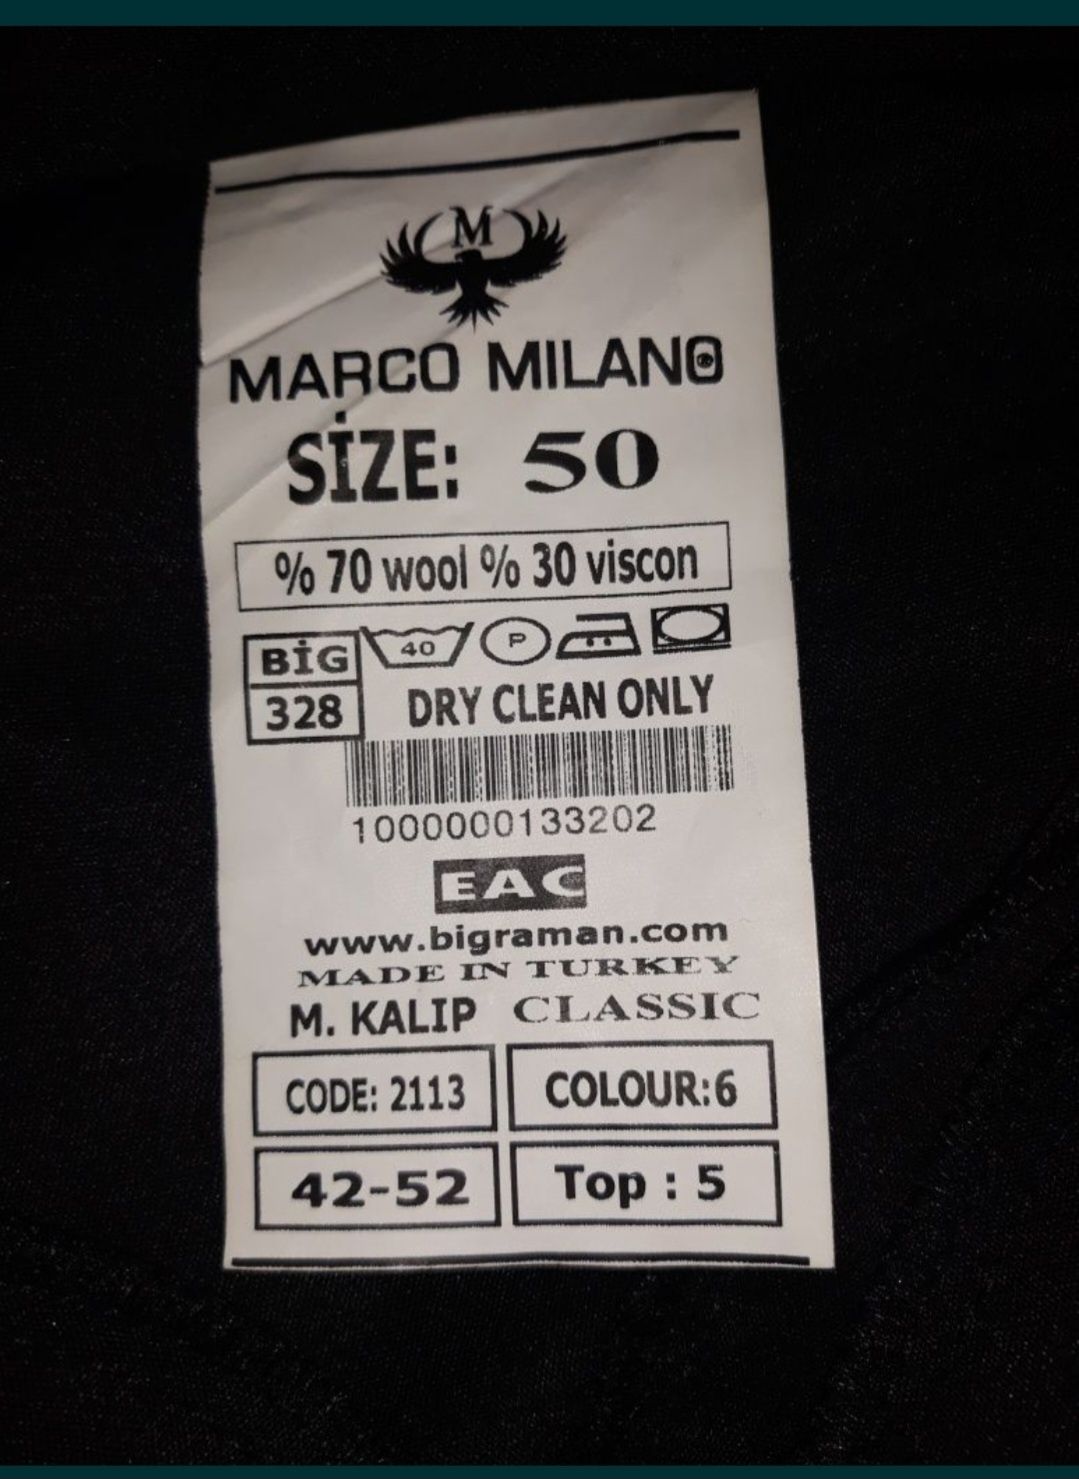 M
MARCO MILANO
SİZE: 50
% 70 wool % 30 viscon
BİG 40 P
328 DRY CLEAN ONLY
1000000133202
EAC
www.bigraman.com
MADE IN TURKEY
M. KALIP CLASSIC
CODE: 2113 COLOUR:6
42-52 Top : 5